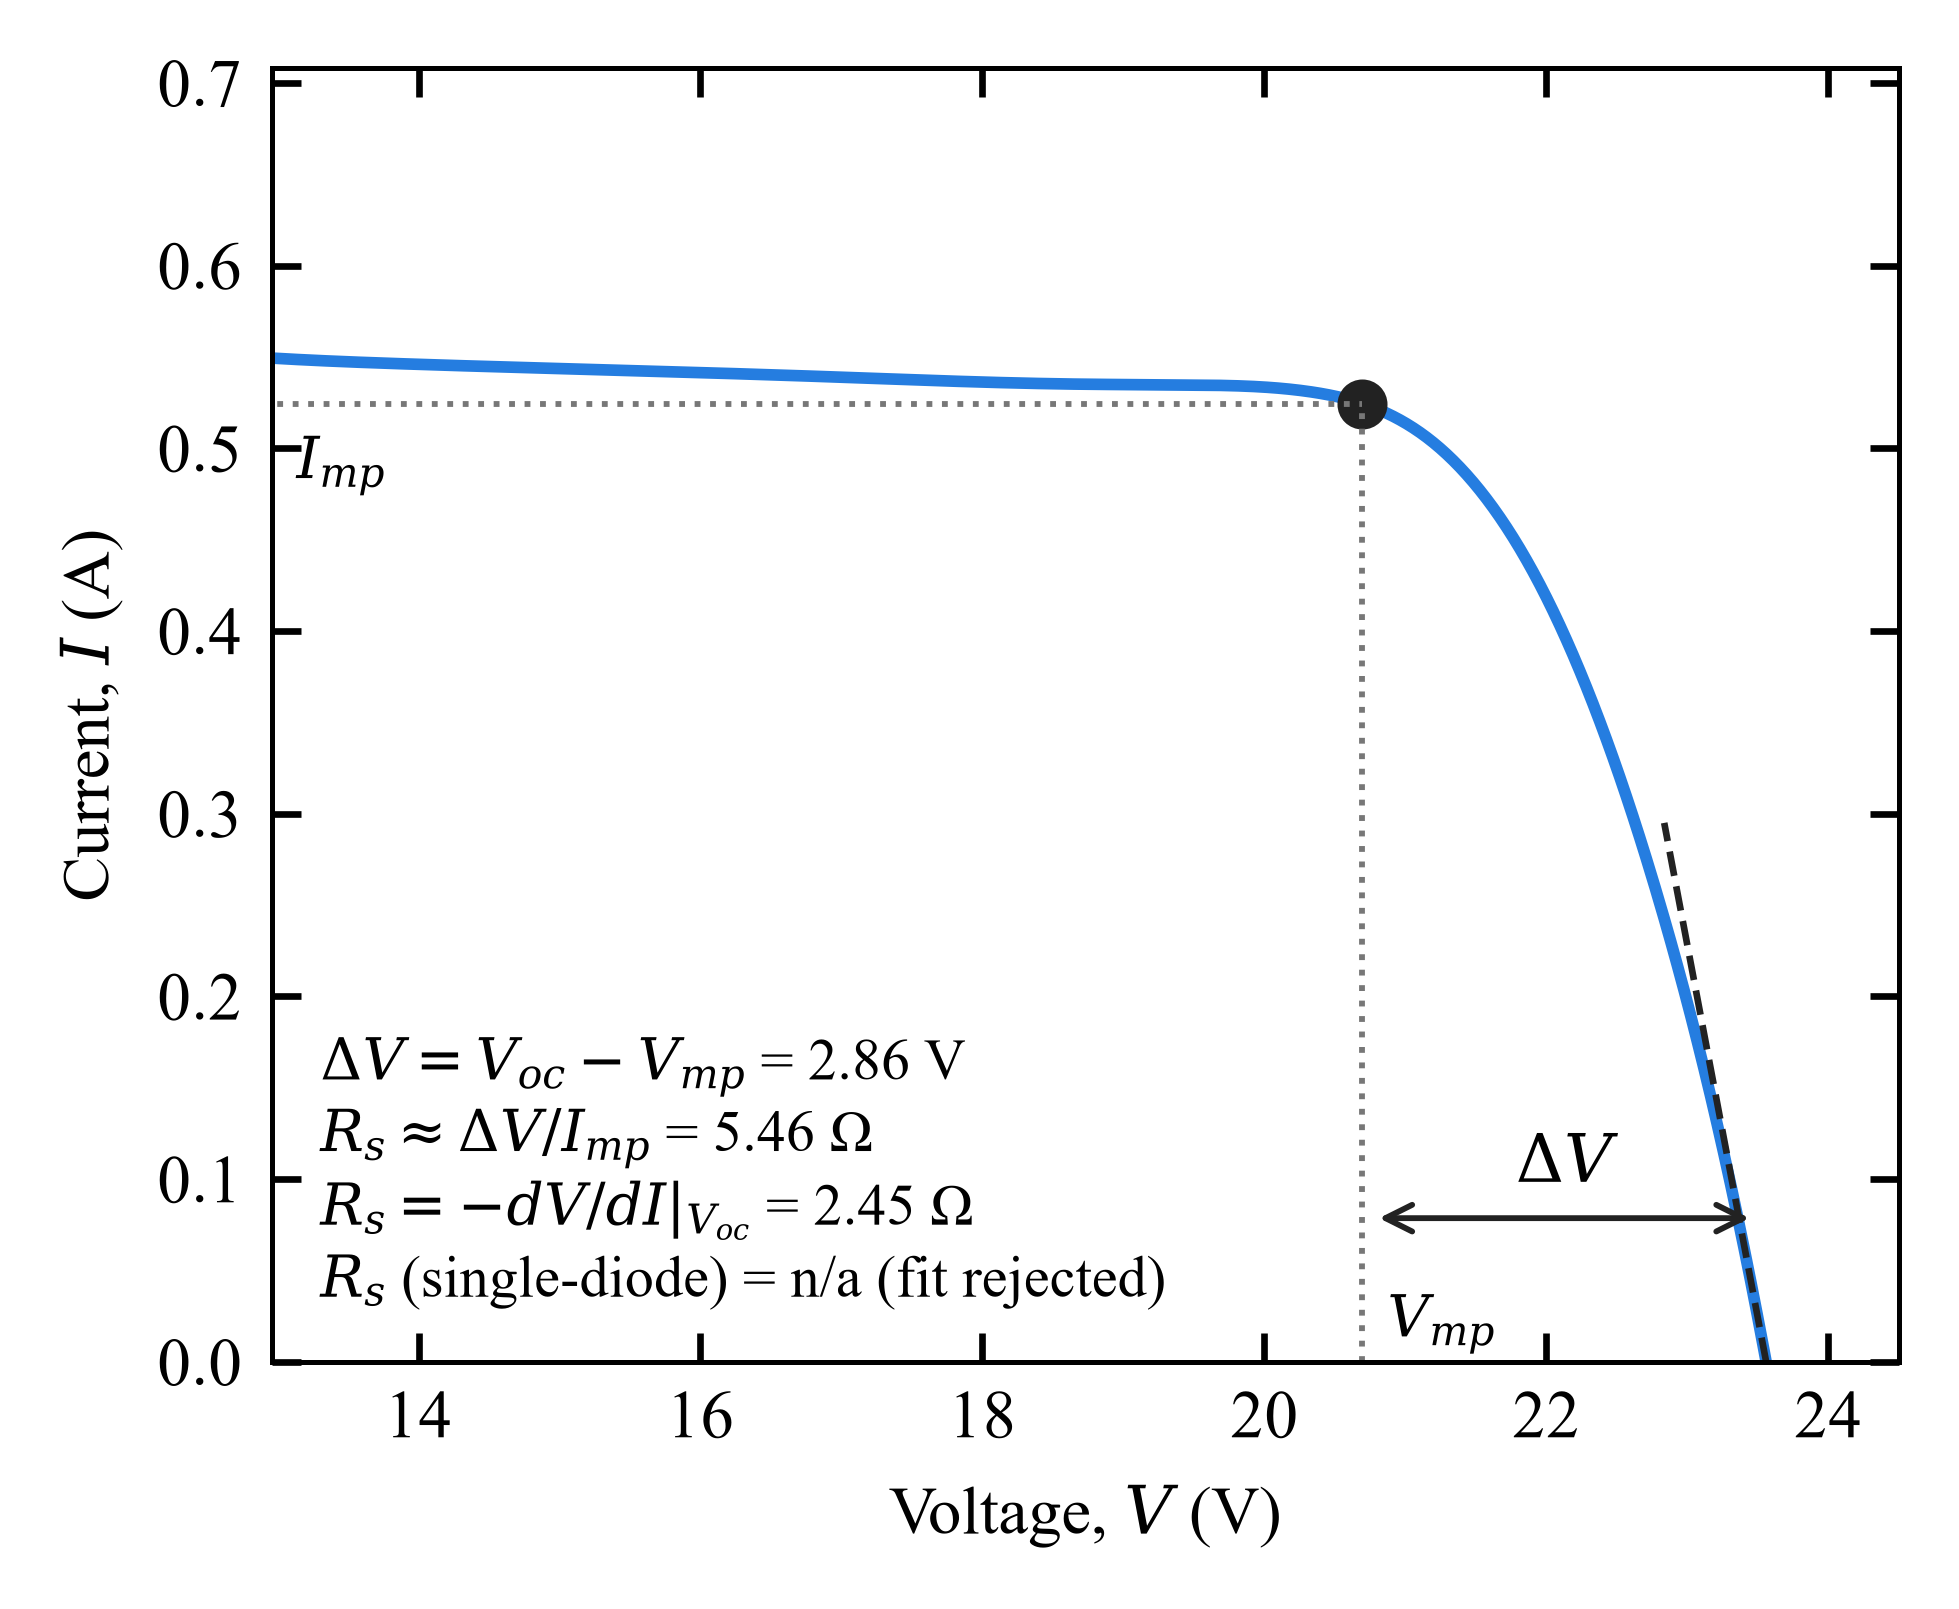 0.7
0.6
0.5
0.4
0.3
0.2
0.1
0.0
Current, I (A)
I_mp
ΔV = V_oc − V_mp = 2.86 V
R_s ≈ ΔV/I_mp = 5.46 Ω
R_s = −dV/dI|_V_oc = 2.45 Ω
R_s (single-diode) = n/a (fit rejected)
ΔV
V_mp
14 16 18 20 22 24
Voltage, V (V)